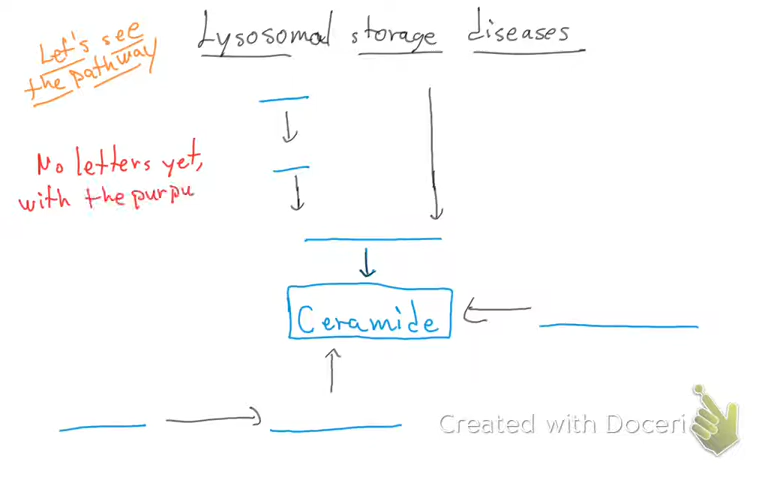 Lysosomal storage diseases
Let's see
the pathway
No letters yet,
with the purpu
Ceramide
Created with Doceri